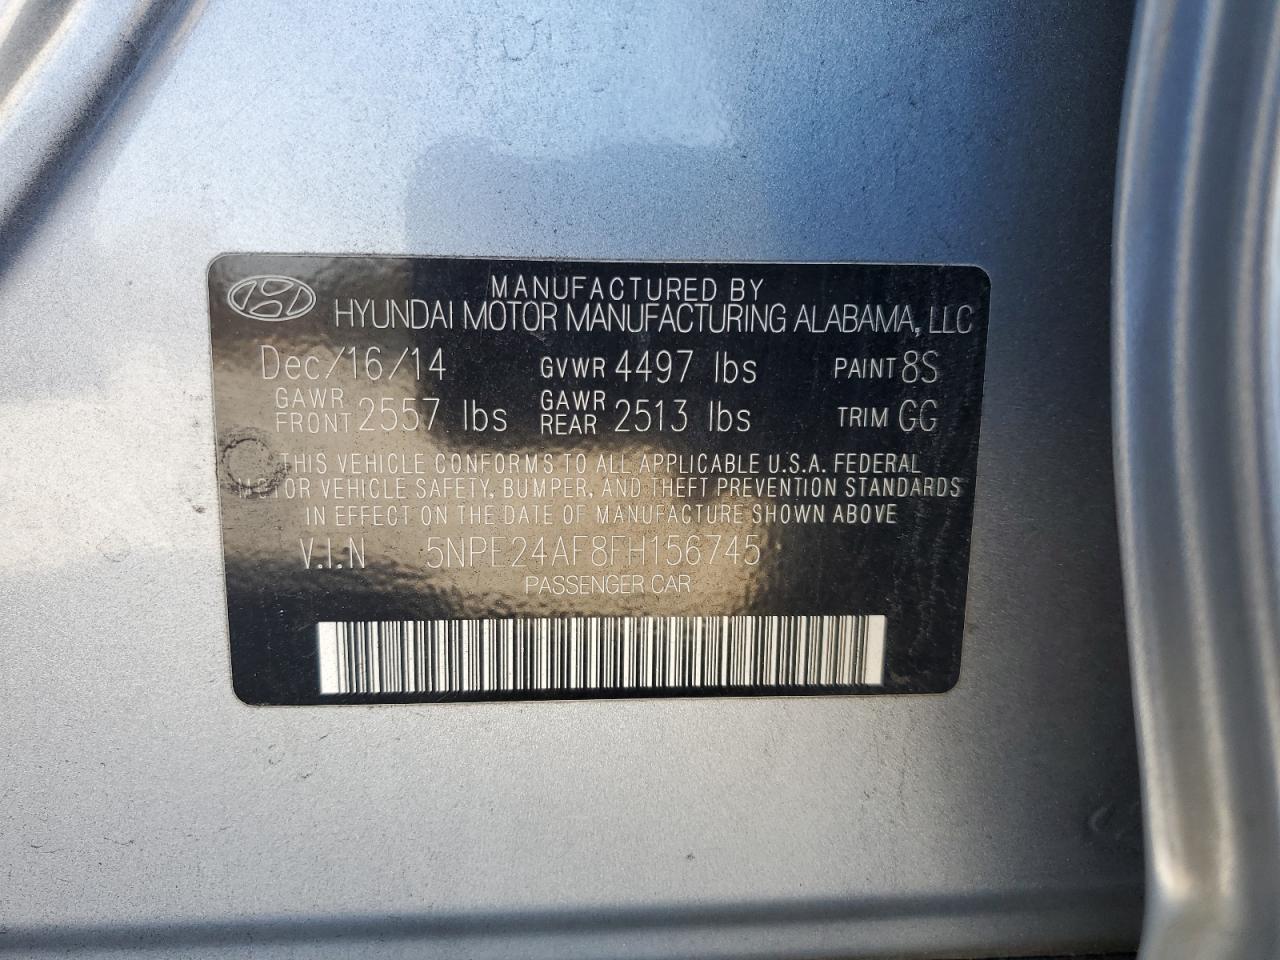 MANUFACTURED BY
HYUNDAI MOTOR MANUFACTURING ALABAMA, LLC
Dec/16/14 GVWR 4497 lbs PAINT 8S
GAWR FRONT 2557 lbs GAWR REAR 2513 lbs TRIM GG
THIS VEHICLE CONFORMS TO ALL APPLICABLE U.S.A. FEDERAL
MOTOR VEHICLE SAFETY, BUMPER, AND THEFT PREVENTION STANDARDS
IN EFFECT ON THE DATE OF MANUFACTURE SHOWN ABOVE
V.I.N 5NPE24AF8FH156745
PASSENGER CAR